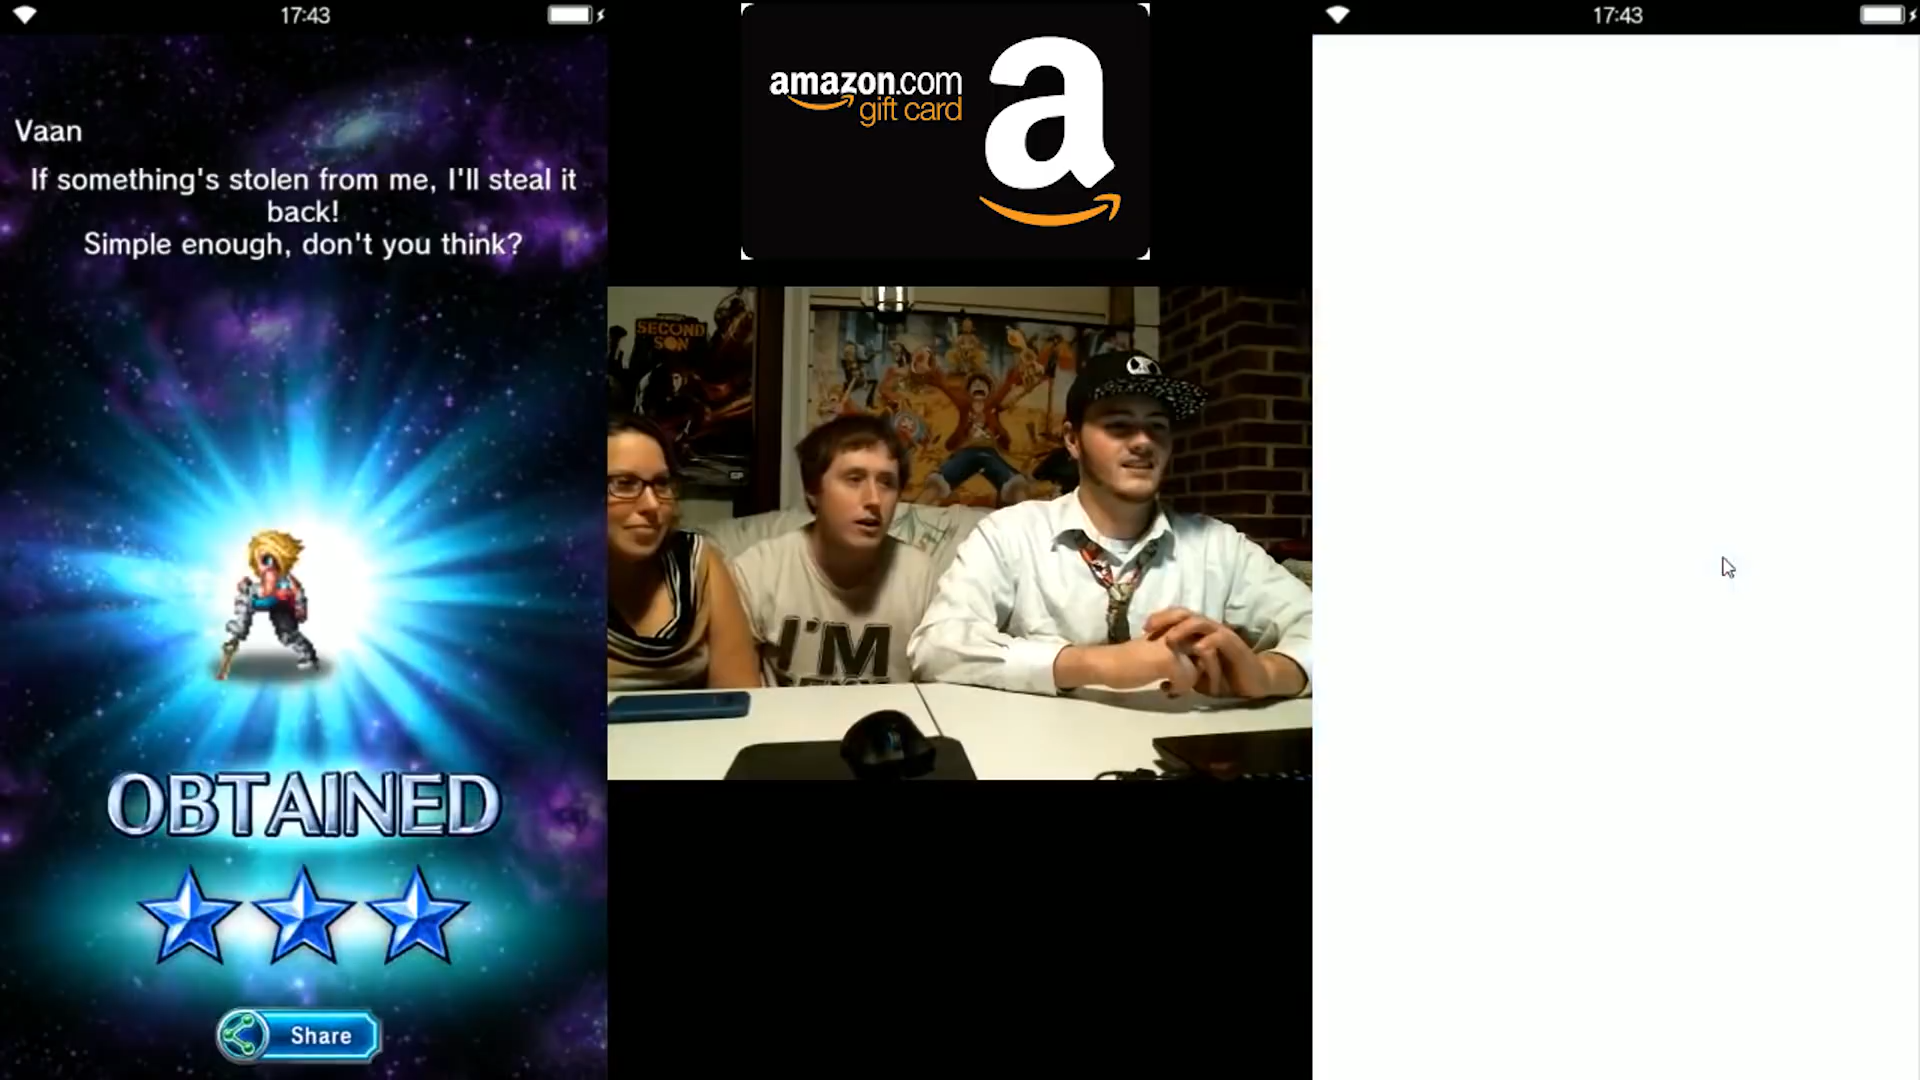 17:43
Vaan
If something's stolen from me, I'll steal it
back!
Simple enough, don't you think?
OBTAINED
Share
amazon.com
gift card
a
SECOND
SON
I'M
17:43